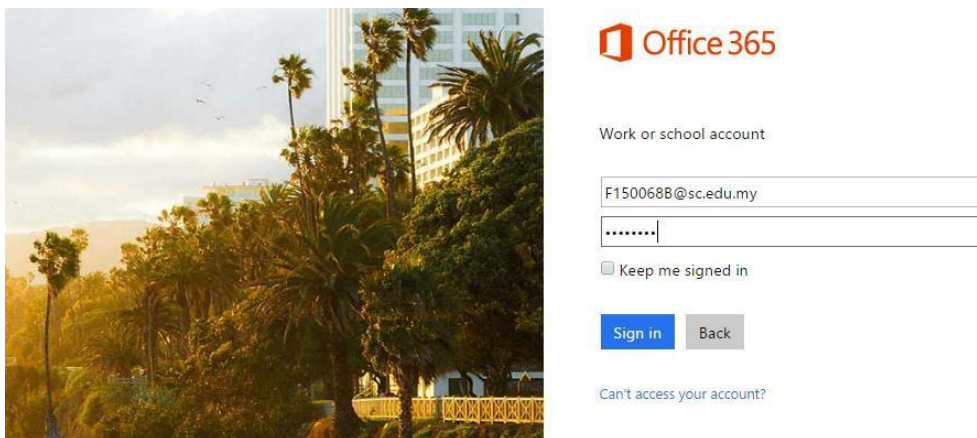 Office 365
Work or school account
F150068B@sc.edu.my
••••••••
Keep me signed in
Sign in Back
Can't access your account?